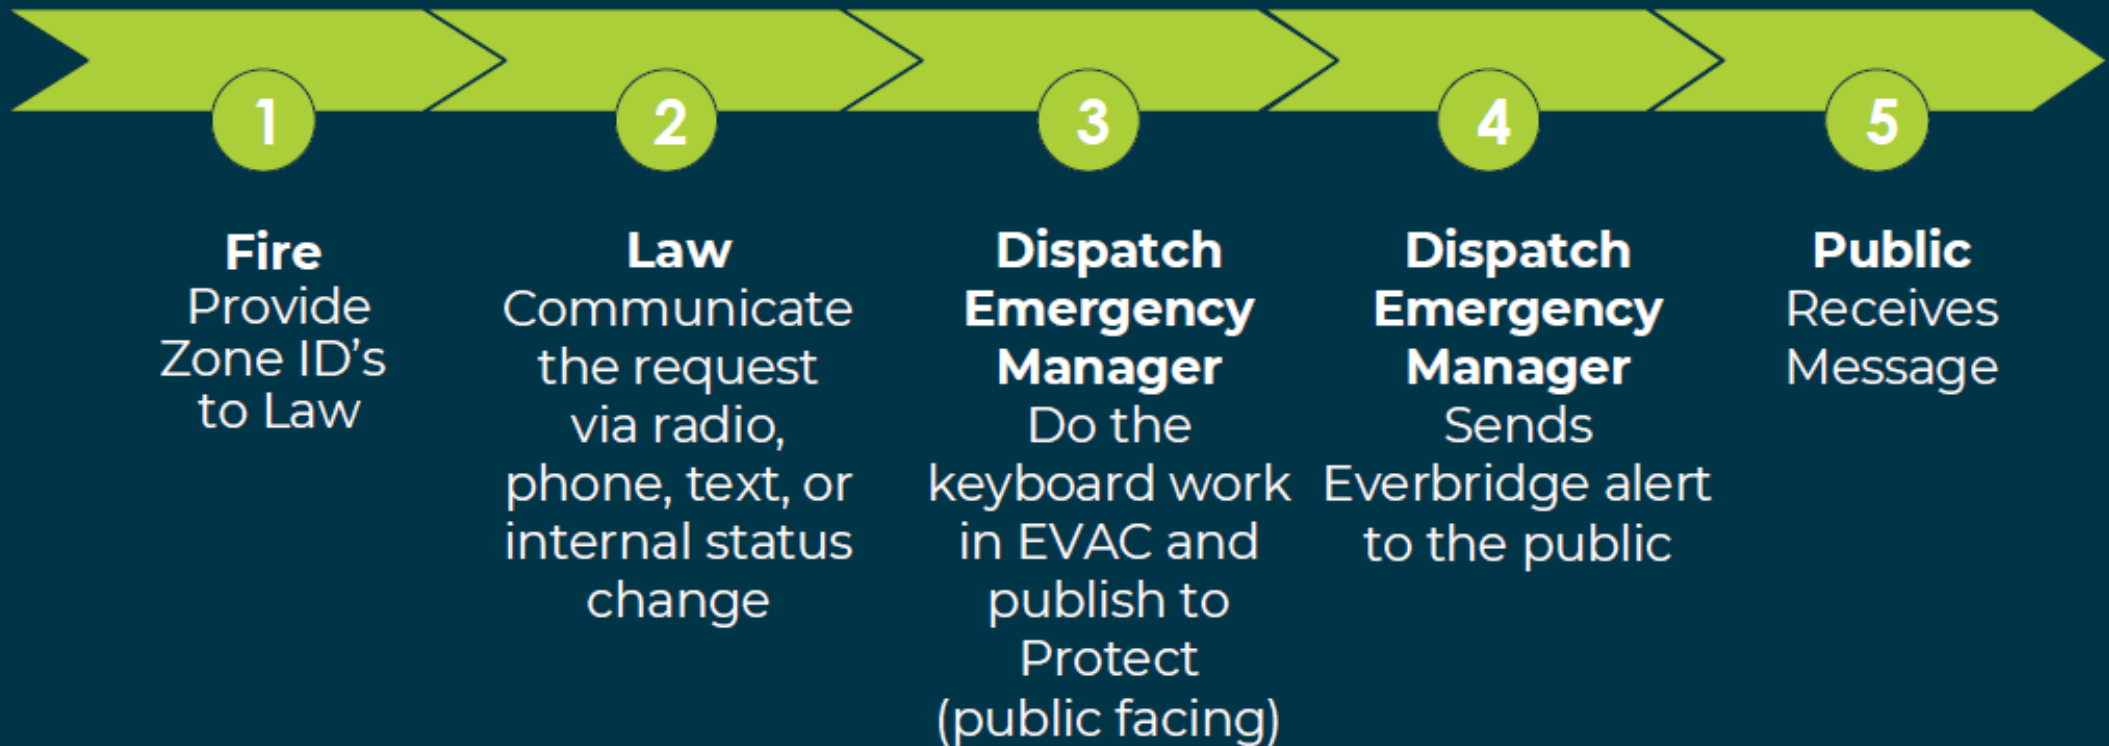 1
Fire
Provide
Zone ID’s
to Law
2
Law
Communicate
the request
via radio,
phone, text, or
internal status
change
3
Dispatch
Emergency
Manager
Do the
keyboard work
in EVAC and
publish to
Protect
(public facing)
4
Dispatch
Emergency
Manager
Sends
Everbridge alert
to the public
5
Public
Receives
Message